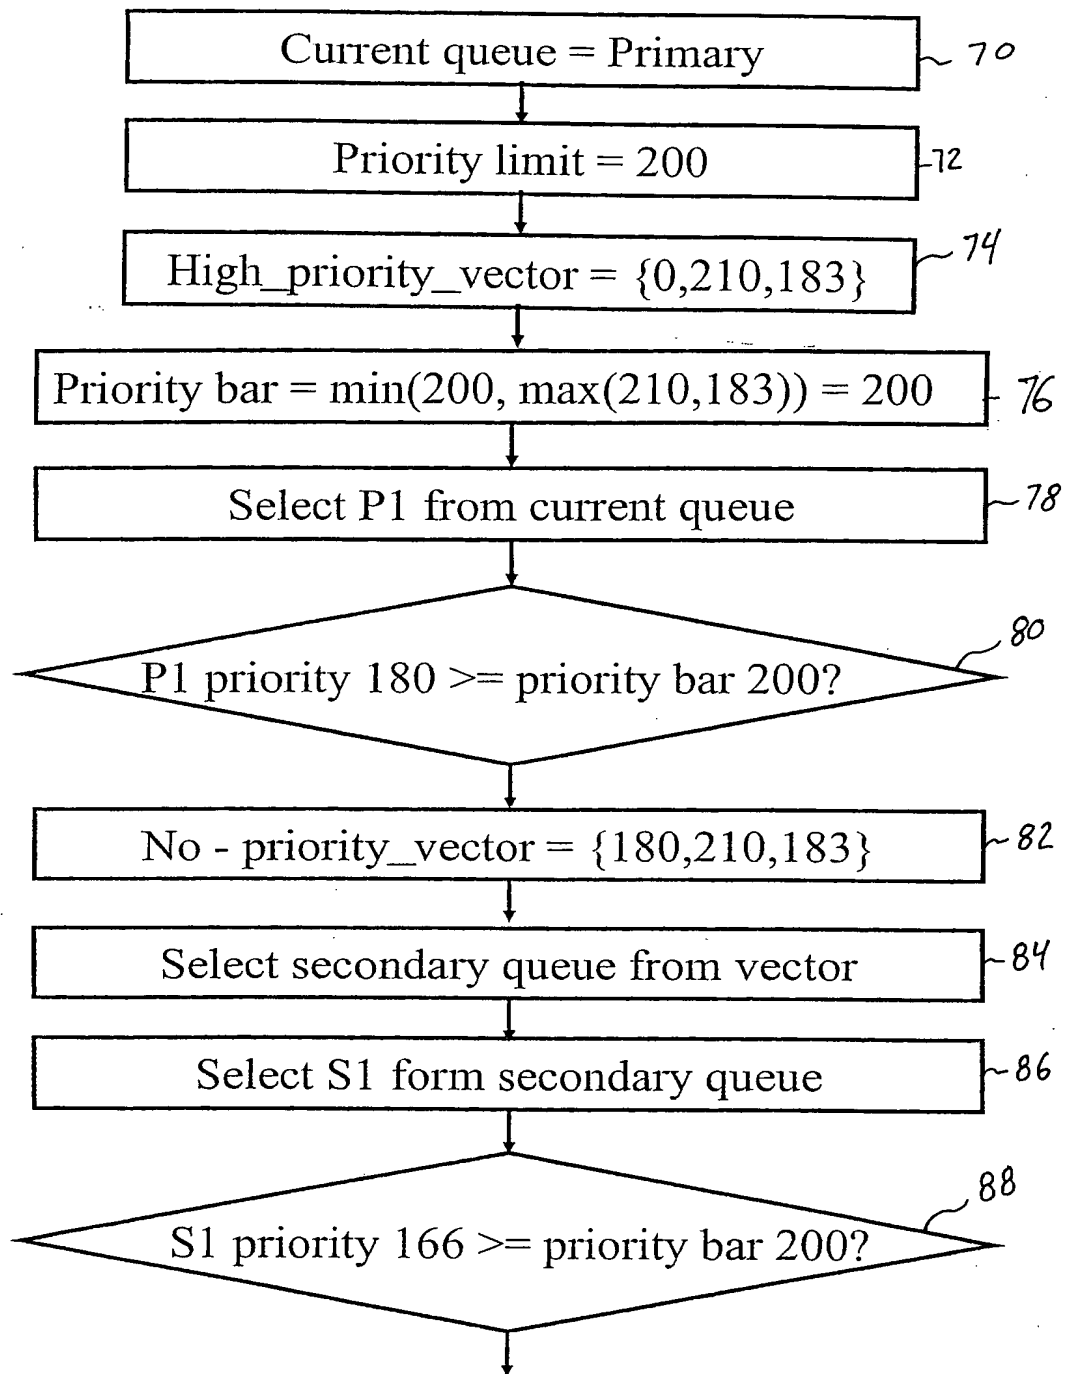 Current queue = Primary
70
Priority limit = 200
72
High_priority_vector = {0,210,183}
74
Priority bar = min(200, max(210,183)) = 200
76
Select P1 from current queue
78
P1 priority 180 >= priority bar 200?
80
No - priority_vector = {180,210,183}
82
Select secondary queue from vector
84
Select S1 form secondary queue
86
S1 priority 166 >= priority bar 200?
88